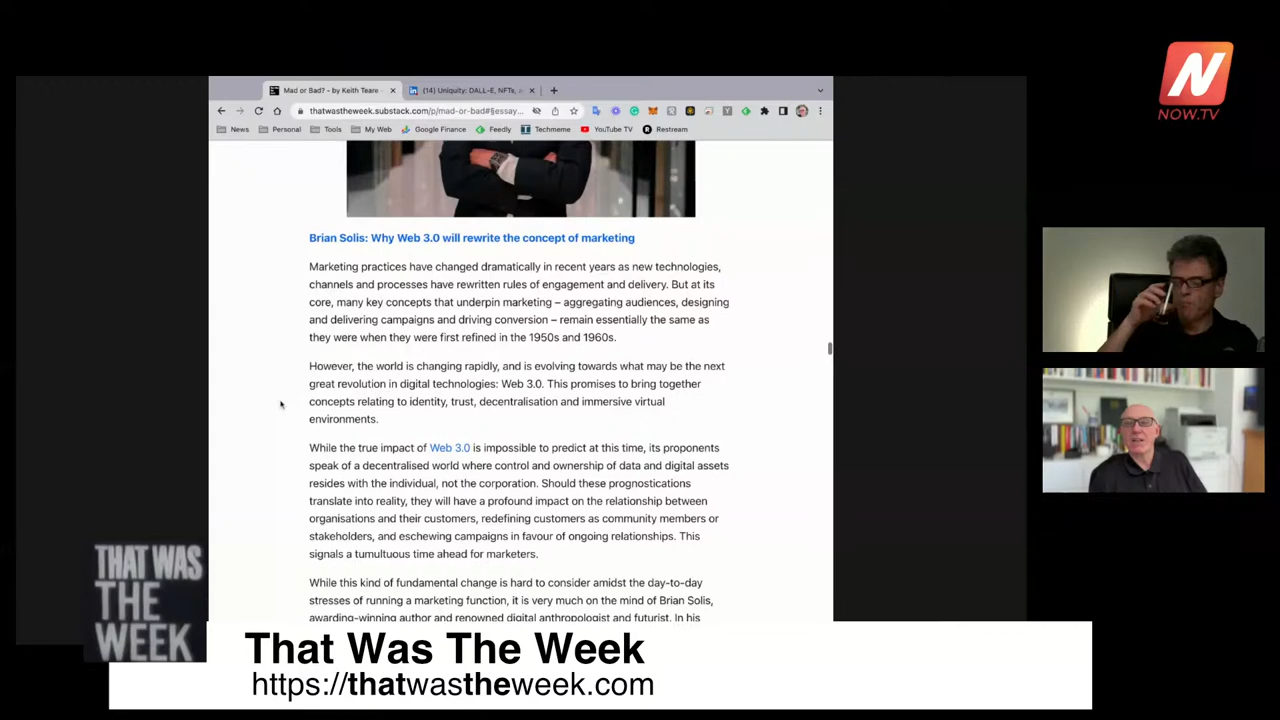 NOW.TV
Mad or Bad? - by Keith Teare
(14) Uniquity: DALL-E, NFTs,
thatwastheweek.substack.com/p/mad-or-bad#§essay...
News
Personal
Tools
My Web
Google Finance
Feedly
Techmeme
YouTube TV
Restream
Brian Solis: Why Web 3.0 will rewrite the concept of marketing
Marketing practices have changed dramatically in recent years as new technologies,
channels and processes have rewritten rules of engagement and delivery. But at its
core, many key concepts that underpin marketing – aggregating audiences, designing
and delivering campaigns and driving conversion – remain essentially the same as
they were when they were first refined in the 1950s and 1960s.
However, the world is changing rapidly, and is evolving towards what may be the next
great revolution in digital technologies: Web 3.0. This promises to bring together
concepts relating to identity, trust, decentralisation and immersive virtual
environments.
While the true impact of Web 3.0 is impossible to predict at this time, its proponents
speak of a decentralised world where control and ownership of data and digital assets
resides with the individual, not the corporation. Should these prognostications
translate into reality, they will have a profound impact on the relationship between
organisations and their customers, redefining customers as community members or
stakeholders, and eschewing campaigns in favour of ongoing relationships. This
signals a tumultuous time ahead for marketers.
While this kind of fundamental change is hard to consider amidst the day-to-day
stresses of running a marketing function, it is very much on the mind of Brian Solis,
awarding-winning author and renowned digital anthropologist and futurist. In his
THAT WAS
THE
WEEK
That Was The Week
https://thatwastheweek.com